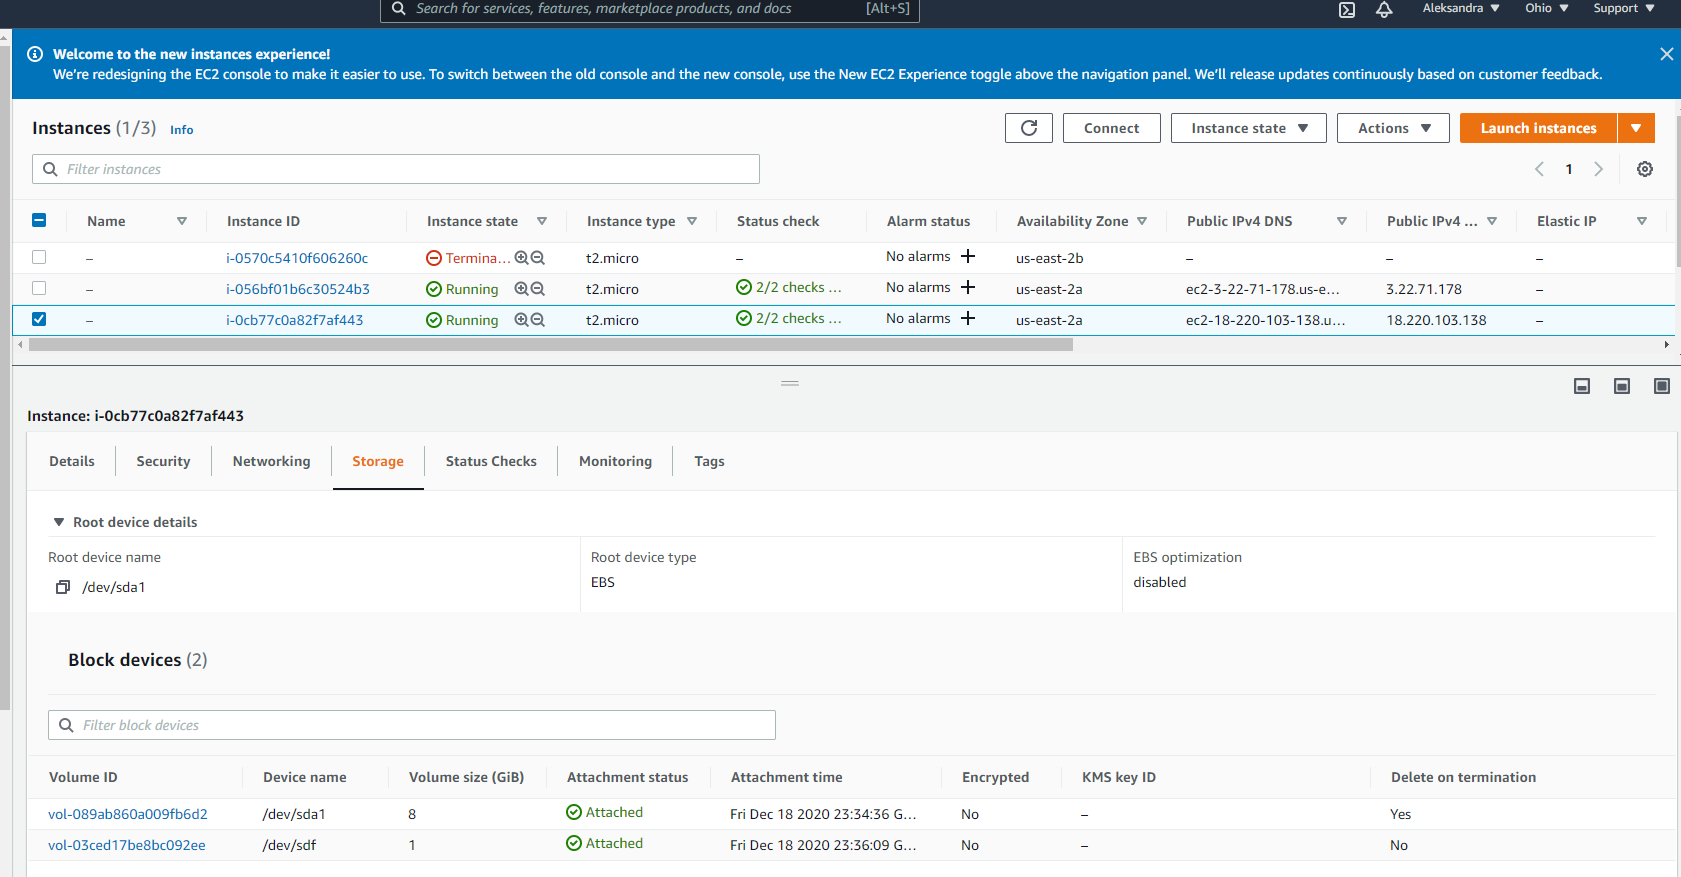 Search for services, features, marketplace products, and docs [Alt+S] Aleksandra Ohio Support
Welcome to the new instances experience!
We're redesigning the EC2 console to make it easier to use. To switch between the old console and the new console, use the New EC2 Experience toggle above the navigation panel. We'll release updates continuously based on customer feedback.
Instances (1/3) Info Connect Instance state Actions Launch instances
Filter instances 1
Name Instance ID Instance state Instance type Status check Alarm status Availability Zone Public IPv4 DNS Public IPv4 ... Elastic IP
– i-0570c5410f606260c Termina... t2.micro – No alarms us-east-2b – – –
– i-056bf01b6c30524b3 Running t2.micro 2/2 checks ... No alarms us-east-2a ec2-3-22-71-178.us-e... 3.22.71.178 –
– i-0cb77c0a82f7af443 Running t2.micro 2/2 checks ... No alarms us-east-2a ec2-18-220-103-138.u... 18.220.103.138 –
Instance: i-0cb77c0a82f7af443
Details Security Networking Storage Status Checks Monitoring Tags
Root device details
Root device name Root device type EBS optimization
/dev/sda1 EBS disabled
Block devices (2)
Filter block devices
Volume ID Device name Volume size (GiB) Attachment status Attachment time Encrypted KMS key ID Delete on termination
vol-089ab860a009fb6d2 /dev/sda1 8 Attached Fri Dec 18 2020 23:34:36 G... No – Yes
vol-03ced17be8bc092ee /dev/sdf 1 Attached Fri Dec 18 2020 23:36:09 G... No – No